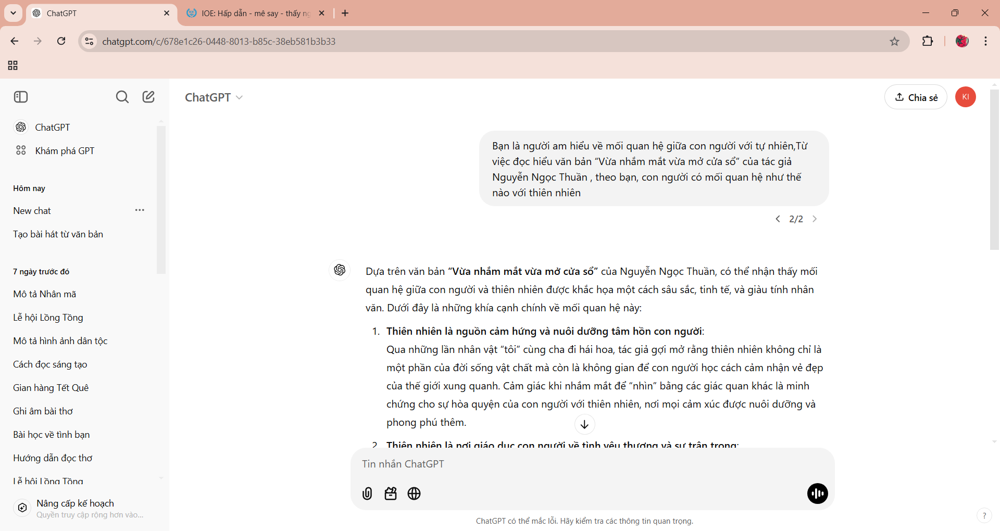 ChatGPT
IOE: Hấp dẫn - mê say - thấy ng
chatgpt.com/c/678e1c26-0448-8013-b85c-38eb581b3b33
ChatGPT
Chia sẻ
KI
ChatGPT
Khám phá GPT
Hôm nay
New chat
Tạo bài hát từ văn bản
7 ngày trước đó
Mô tả Nhân mã
Lễ hội Lồng Tồng
Mô tả hình ảnh dân tộc
Cách đọc sáng tạo
Gian hàng Tết Quê
Ghi âm bài thơ
Bài học về tình bạn
Hướng dẫn đọc thơ
Lễ hội Lồng Tồng
Nâng cấp kế hoạch
Quyền truy cập rộng hơn vào...
Bạn là người am hiểu về mối quan hệ giữa con người với tự nhiên,Từ
việc đọc hiểu văn bản “Vừa nhắm mắt vừa mở cửa sổ” của tác giả
Nguyễn Ngọc Thuần , theo bạn, con người có mối quan hệ như thế
nào với thiên nhiên
2/2
Dựa trên văn bản “Vừa nhắm mắt vừa mở cửa sổ” của Nguyễn Ngọc Thuần, có thể nhận thấy mối
quan hệ giữa con người và thiên nhiên được khắc họa một cách sâu sắc, tinh tế, và giàu tính nhân
văn. Dưới đây là những khía cạnh chính về mối quan hệ này:
1. Thiên nhiên là nguồn cảm hứng và nuôi dưỡng tâm hồn con người:
Qua những lần nhân vật “tôi” cùng cha đi hái hoa, tác giả gợi mở rằng thiên nhiên không chỉ là
một phần của đời sống vật chất mà còn là không gian để con người học cách cảm nhận vẻ đẹp
của thế giới xung quanh. Cảm giác khi nhắm mắt để “nhìn” bằng các giác quan khác là minh
chứng cho sự hòa quyện của con người với thiên nhiên, nơi mọi cảm xúc được nuôi dưỡng và
phong phú thêm.
2. Thiên nhiên là nơi giáo dục con người về tình yêu thương và sự trân trọng:
Tin nhắn ChatGPT
ChatGPT có thể mắc lỗi. Hãy kiểm tra các thông tin quan trọng.
?